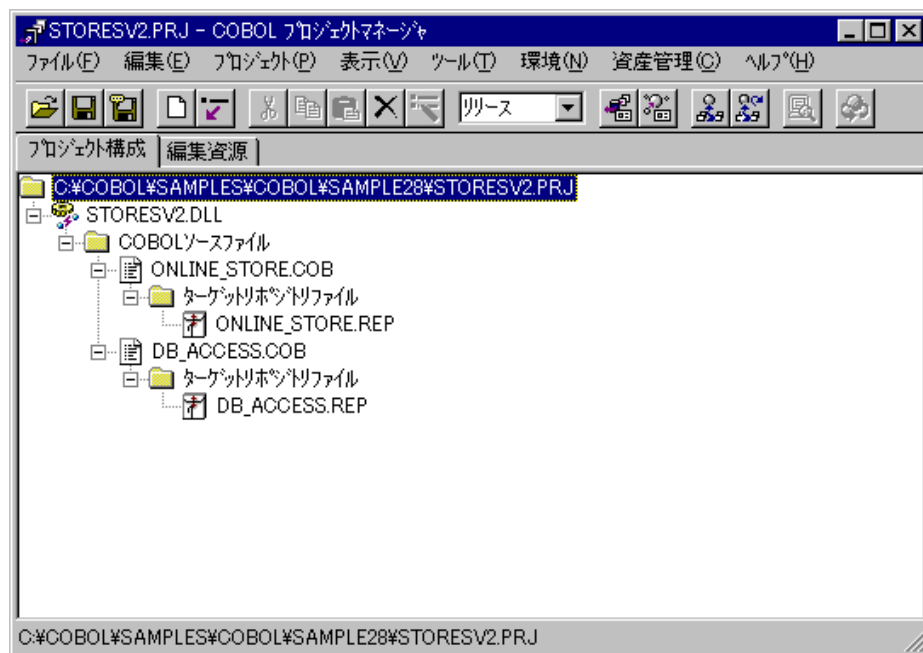 STORESV2.PRJ - COBOL ﾌﾟﾛｼﾞｪｸﾄﾏﾈｰｼﾞｬ
ﾌｧｲﾙ(F) 編集(E) ﾌﾟﾛｼﾞｪｸﾄ(P) 表示(V) ﾂｰﾙ(T) 環境(N) 資産管理(C) ﾍﾙﾌﾟ(H)
ﾘﾘｰｽ
ﾌﾟﾛｼﾞｪｸﾄ構成 編集資源
C:¥COBOL¥SAMPLES¥COBOL¥SAMPLE28¥STORESV2.PRJ
STORESV2.DLL
COBOLｿｰｽﾌｧｲﾙ
ONLINE_STORE.COB
ﾀｰｹﾞｯﾄﾘﾎﾟｼﾞﾄﾘﾌｧｲﾙ
ONLINE_STORE.REP
DB_ACCESS.COB
ﾀｰｹﾞｯﾄﾘﾎﾟｼﾞﾄﾘﾌｧｲﾙ
DB_ACCESS.REP
C:¥COBOL¥SAMPLES¥COBOL¥SAMPLE28¥STORESV2.PRJ